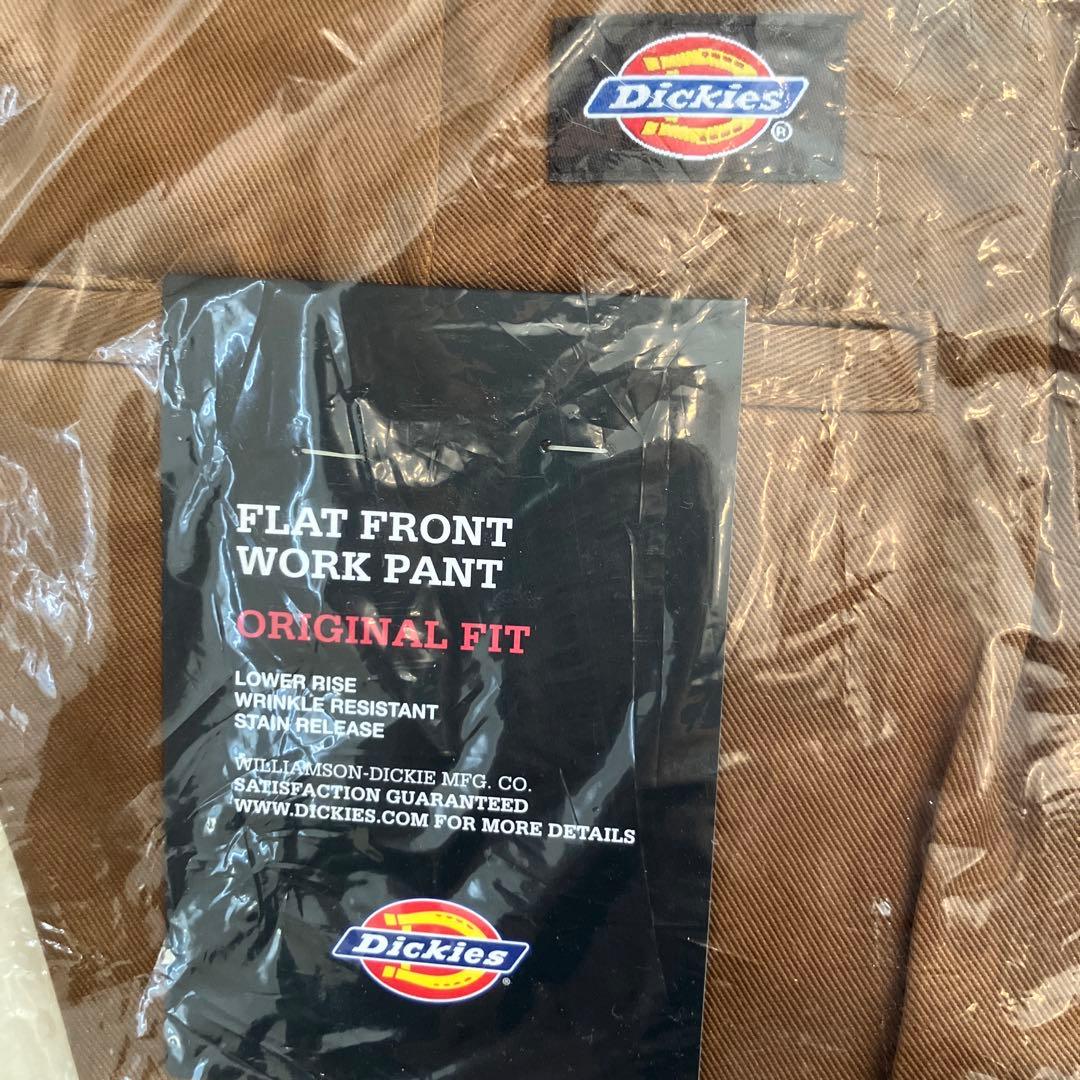 Dickies
®
FLAT FRONT
WORK PANT
ORIGINAL FIT
LOWER RISE
WRINKLE RESISTANT
STAIN RELEASE
WILLIAMSON-DICKIE MFG. CO.
SATISFACTION GUARANTEED
WWW.DICKIES.COM FOR MORE DETAILS
Dickies
®